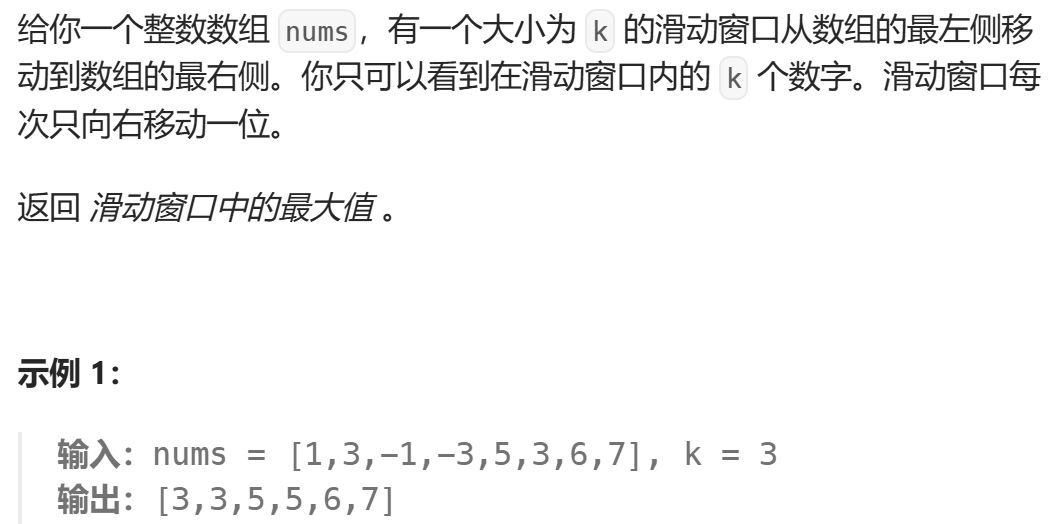 给你一个整数数组 nums，有一个大小为 k 的滑动窗口从数组的最左侧移
动到数组的最右侧。你只可以看到在滑动窗口内的 k 个数字。滑动窗口每
次只向右移动一位。
返回 滑动窗口中的最大值 。
示例 1：
输入：nums = [1,3,-1,-3,5,3,6,7], k = 3
输出：[3,3,5,5,6,7]